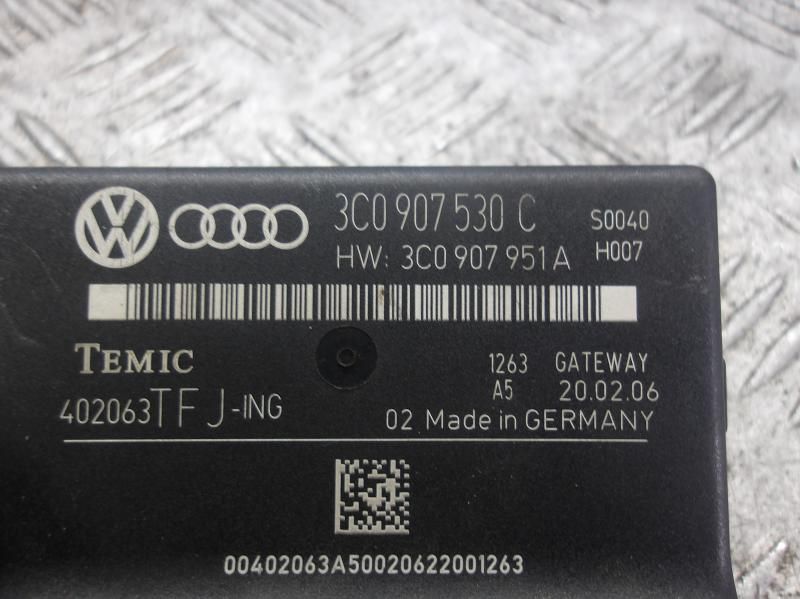 3C0 907 530 C S0040
HW: 3C0 907 951 A H007
TEMIC 1263 GATEWAY
A5 20.02.06
402063TFJ-ING 02 Made in GERMANY
00402063A50020622001263